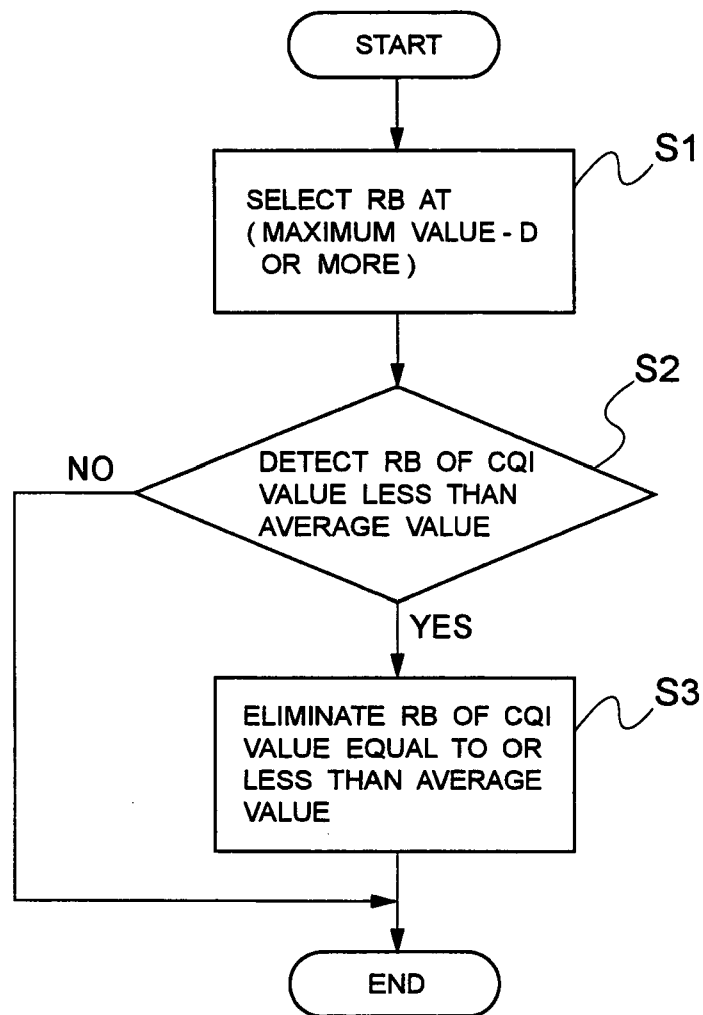 START
S1
SELECT RB AT
(MAXIMUM VALUE-D
OR MORE)
S2
NO
DETECT RB OF CQI
VALUE LESS THAN
AVERAGE VALUE
YES
S3
ELIMINATE RB OF CQI
VALUE EQUAL TO OR
LESS THAN AVERAGE
VALUE
END